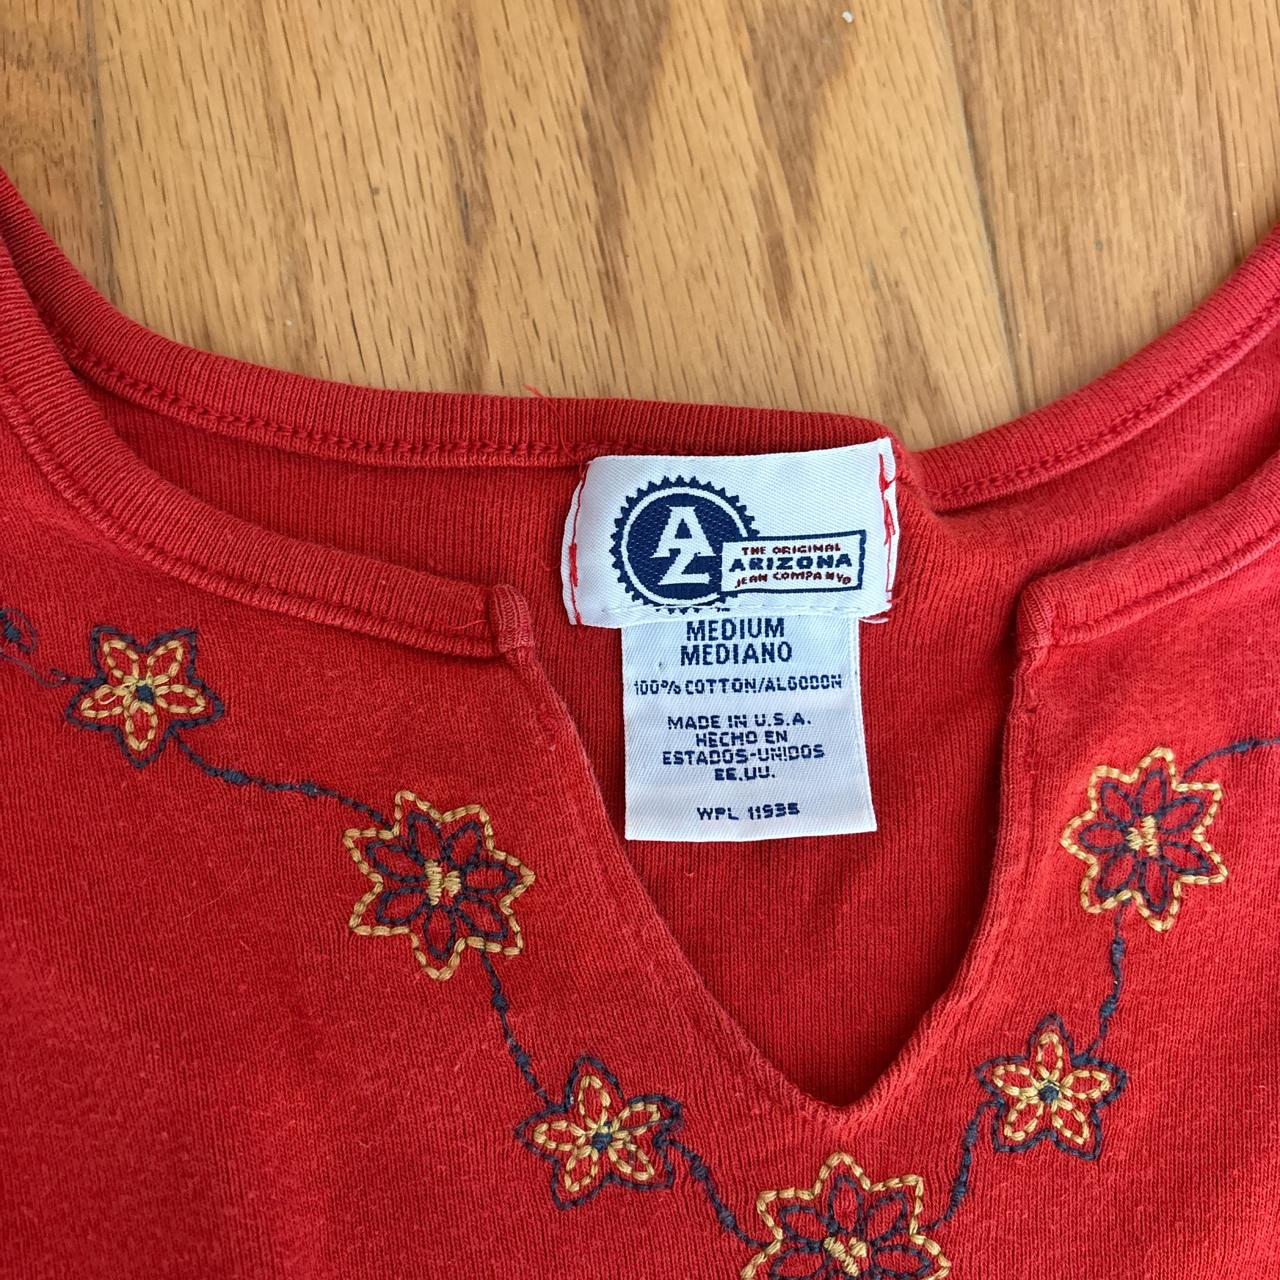 AZ
THE ORIGINAL
ARIZONA
JEAN COMPANY®
MEDIUM
MEDIANO
100% COTTON/ALGODON
MADE IN U.S.A.
HECHO EN
ESTADOS-UNIDOS
EE.UU.
WPL 11935